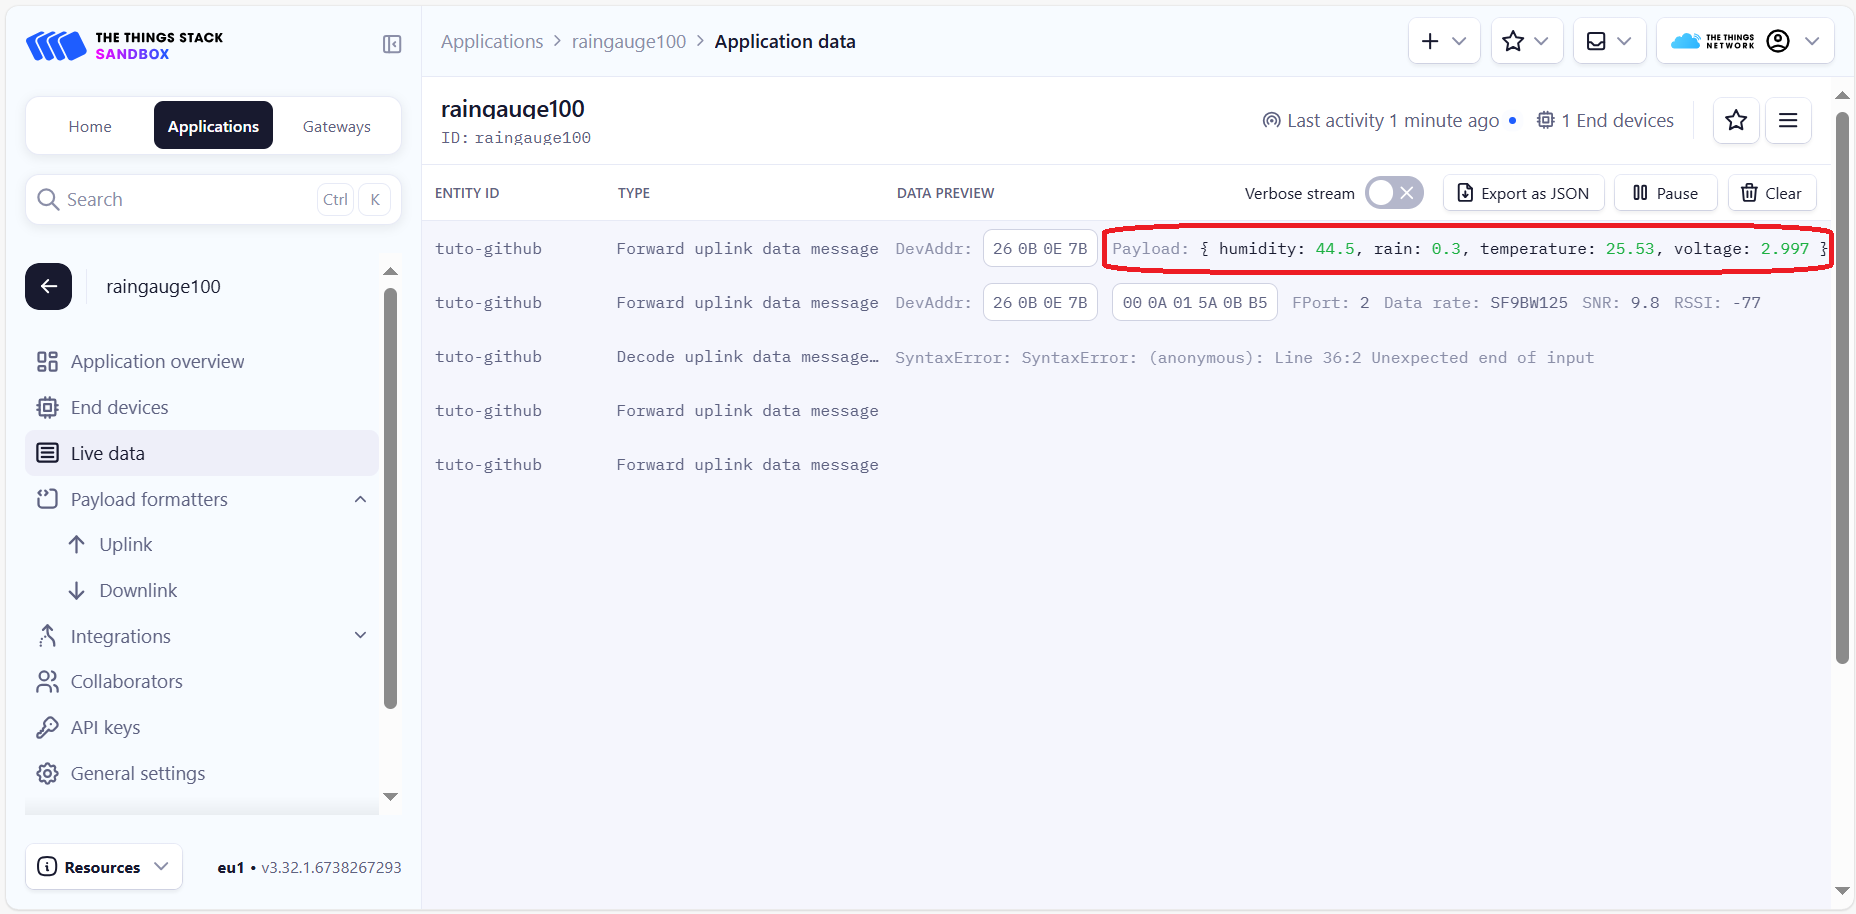 THE THINGS STACK
SANDBOX
Home
Applications
Gateways
Search
Ctrl
K
raingauge100
Application overview
End devices
Live data
Payload formatters
Uplink
Downlink
Integrations
Collaborators
API keys
General settings
Resources
eu1 • v3.32.1.6738267293
Applications > raingauge100 > Application data
THE THINGS
NETWORK
raingauge100
ID: raingauge100
Last activity 1 minute ago • 1 End devices
ENTITY ID TYPE DATA PREVIEW Verbose stream Export as JSON Pause Clear
tuto-github Forward uplink data message DevAddr: 26 0B 0E 7B Payload: { humidity: 44.5, rain: 0.3, temperature: 25.53, voltage: 2.997 }
tuto-github Forward uplink data message DevAddr: 26 0B 0E 7B 00 0A 01 5A 0B B5 FPort: 2 Data rate: SF9BW125 SNR: 9.8 RSSI: -77
tuto-github Decode uplink data message… SyntaxError: SyntaxError: (anonymous): Line 36:2 Unexpected end of input
tuto-github Forward uplink data message
tuto-github Forward uplink data message